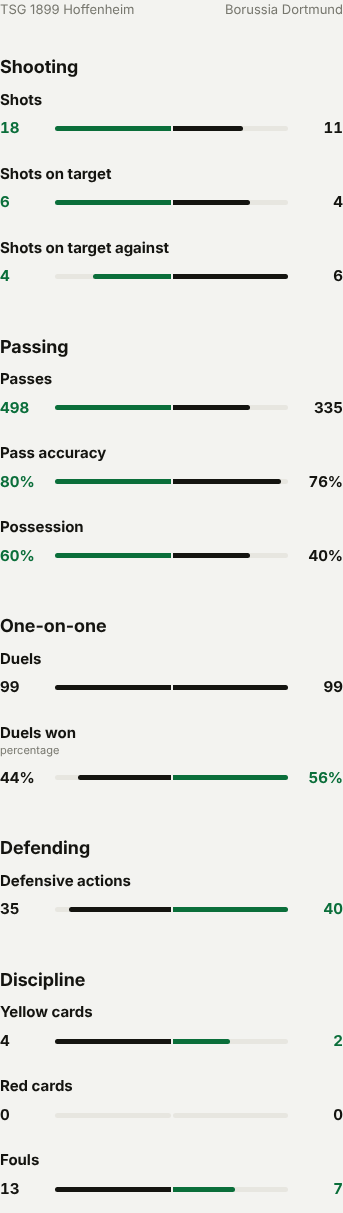 TSG 1899 Hoffenheim Borussia Dortmund
Shooting
Shots
18 11
Shots on target
6 4
Shots on target against
4 6
Passing
Passes
498 335
Pass accuracy
80% 76%
Possession
60% 40%
One-on-one
Duels
99 99
Duels won
percentage
44% 56%
Defending
Defensive actions
35 40
Discipline
Yellow cards
4 2
Red cards
0 0
Fouls
13 7